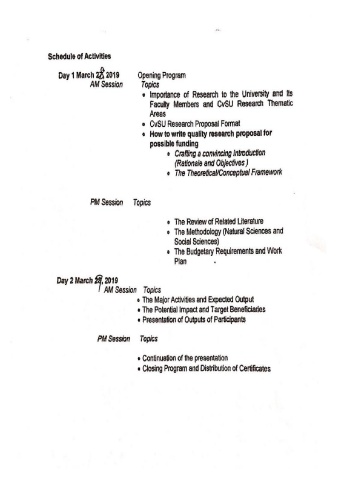 Schedule of Activities
Day 1 March 2 2019 Opening Program
AM Session Topics
• Importance of Research to the University and Its
Faculty Members and CvSU Research Thematic
Areas
• CvSU Research Proposal Format
• How to write quality research proposal for
possible funding
• Crafting a convincing Introduction
(Rationale and Objectives )
• The Theoretical/Conceptual Framework
PM Session Topics
• The Review of Related Literature
• The Methodology (Natural Sciences and
Social Sciences)
• The Budgetary Requirements and Work
Plan
Day 2 March 2, 2019
AM Session Topics
• The Major Activities and Expected Output
• The Potential Impact and Target Beneficiaries
• Presentation of Outputs of Participants
PM Session Topics
• Continuation of the presentation
• Closing Program and Distribution of Certificates